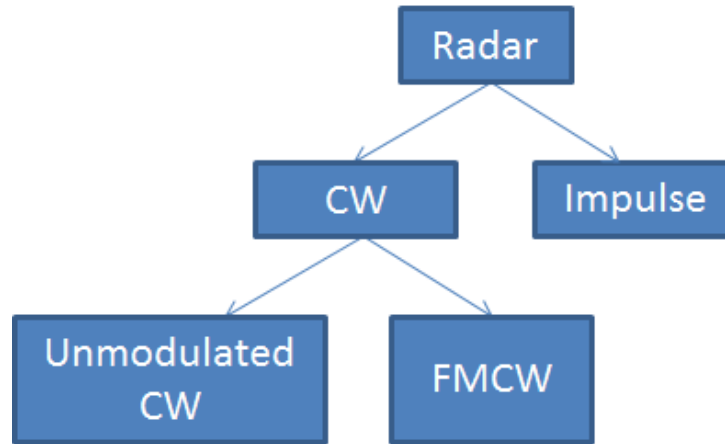 Radar
CW
Impulse
Unmodulated
CW
FMCW